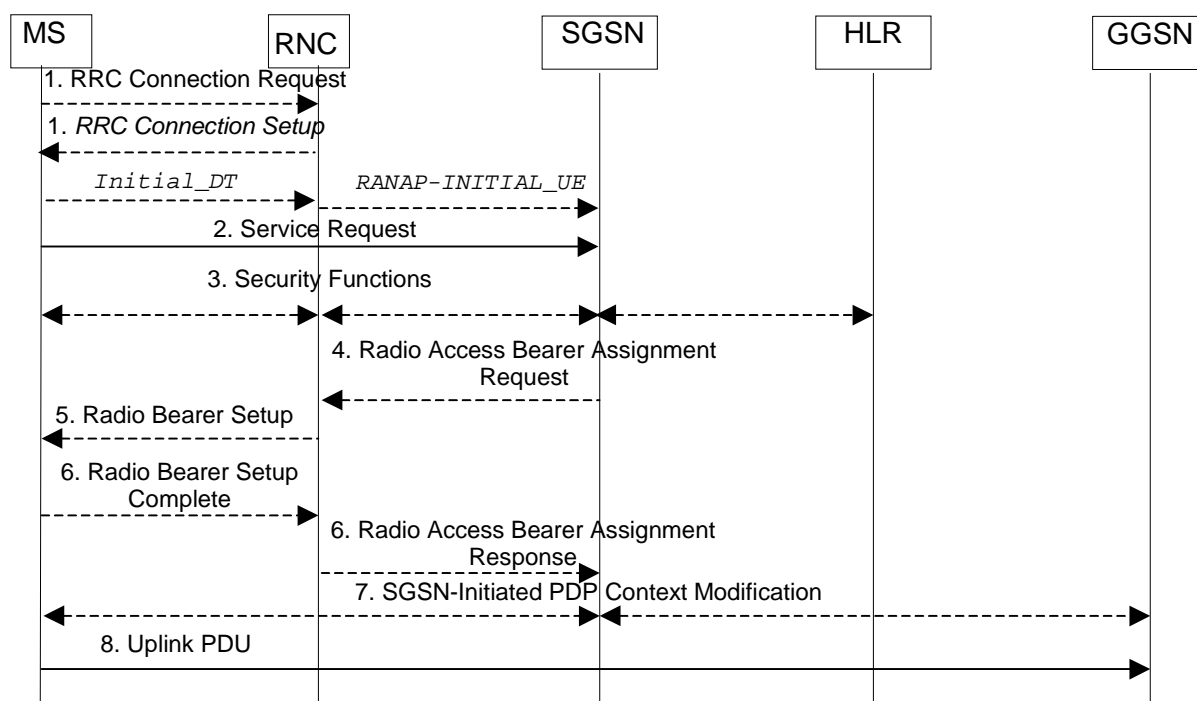 MS
RNC
SGSN
HLR
GGSN
1. RRC Connection Request
1. RRC Connection Setup
Initial_DT
RANAP-INITIAL_UE
2. Service Request
3. Security Functions
4. Radio Access Bearer Assignment
Request
5. Radio Bearer Setup
6. Radio Bearer Setup
Complete
6. Radio Access Bearer Assignment
Response
7. SGSN-Initiated PDP Context Modification
8. Uplink PDU